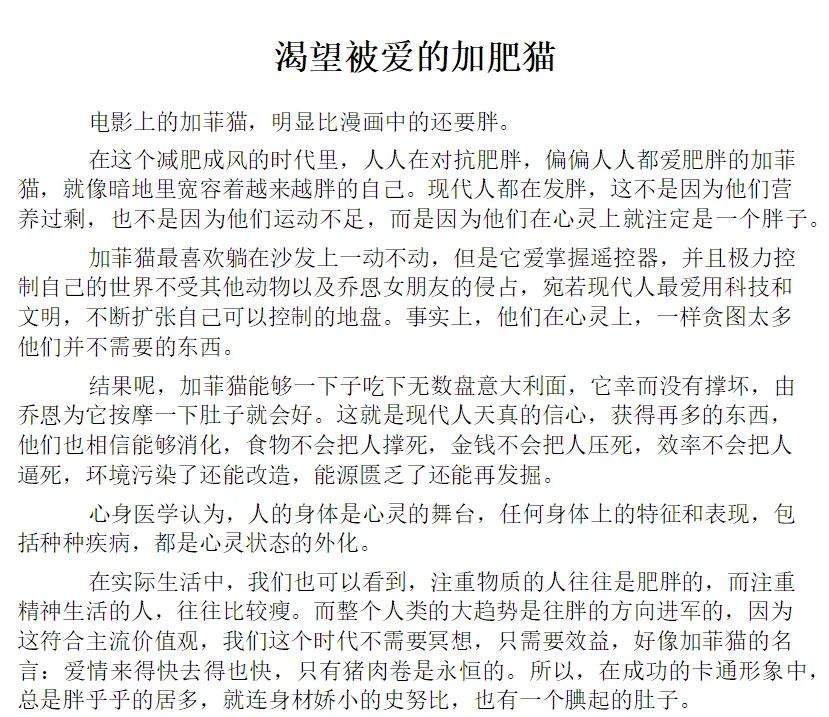 渴望被爱的加肥猫
电影上的加菲猫，明显比漫画中的还要胖。
在这个减肥成风的时代里，人人在对抗肥胖，偏偏人人都爱肥胖的加菲
猫，就像暗地里宽容着越来越胖的自己。现代人都在发胖，这不是因为他们营
养过剩，也不是因为他们运动不足，而是因为他们在心灵上就注定是一个胖子。
加菲猫最喜欢躺在沙发上一动不动，但是它爱掌握遥控器，并且极力控
制自己的世界不受其他动物以及乔恩女朋友的侵占，宛若现代人最爱用科技和
文明，不断扩张自己可以控制的地盘。事实上，他们在心灵上，一样贪图太多
他们并不需要的东西。
结果呢，加菲猫能够一下子吃下无数盘意大利面，它幸而没有撑坏，由
乔恩为它按摩一下肚子就会好。这就是现代人天真的信心，获得再多的东西，
他们也相信能够消化，食物不会把人撑死，金钱不会把人压死，效率不会把人
逼死，环境污染了还能改造，能源匮乏了还能再发掘。
心身医学认为，人的身体是心灵的舞台，任何身体上的特征和表现，包
括种种疾病，都是心灵状态的外化。
在实际生活中，我们也可以看到，注重物质的人往往是肥胖的，而注重
精神生活的人，往往比较瘦。而整个人类的大趋势是往胖的方向进军的，因为
这符合主流价值观，我们这个时代不需要冥想，只需要效益，好像加菲猫的名
言：爱情来得快去得也快，只有猪肉卷是永恒的。所以，在成功的卡通形象中，
总是胖乎乎的居多，就连身材娇小的史努比，也有一个腆起的肚子。